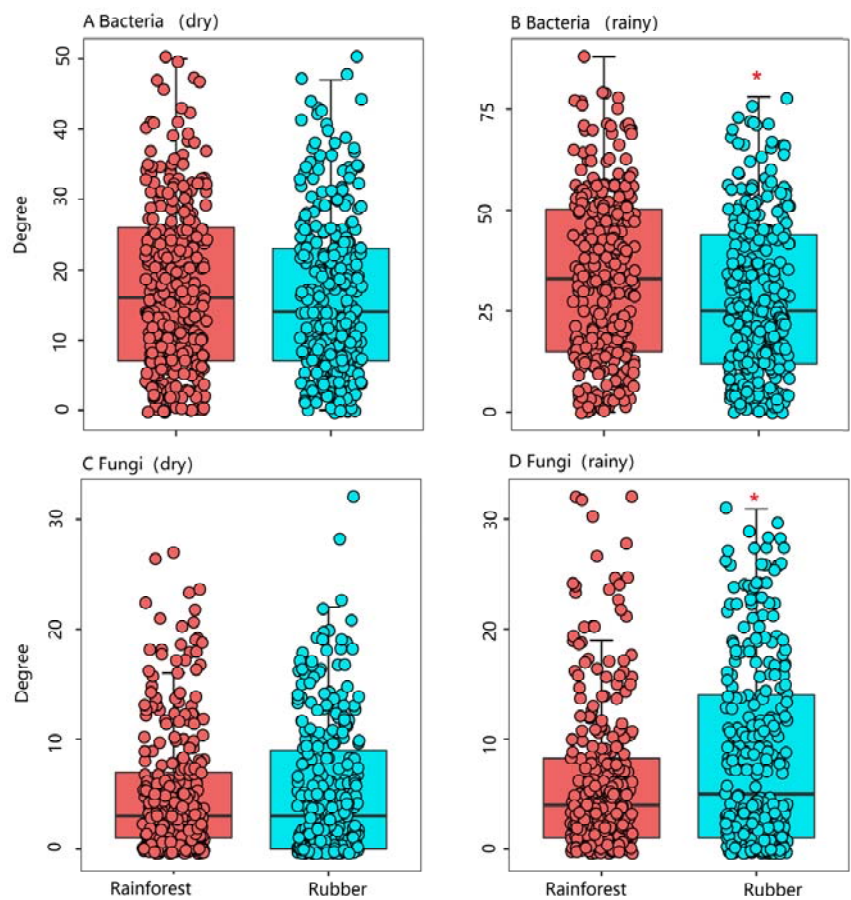 A Bacteria (dry)
B Bacteria (rainy)
50
40
30
20
10
0
Degree
75
50
25
0
*
C Fungi (dry)
D Fungi (rainy)
30
20
10
0
Degree
30
20
10
0
*
Rainforest
Rubber
Rainforest
Rubber